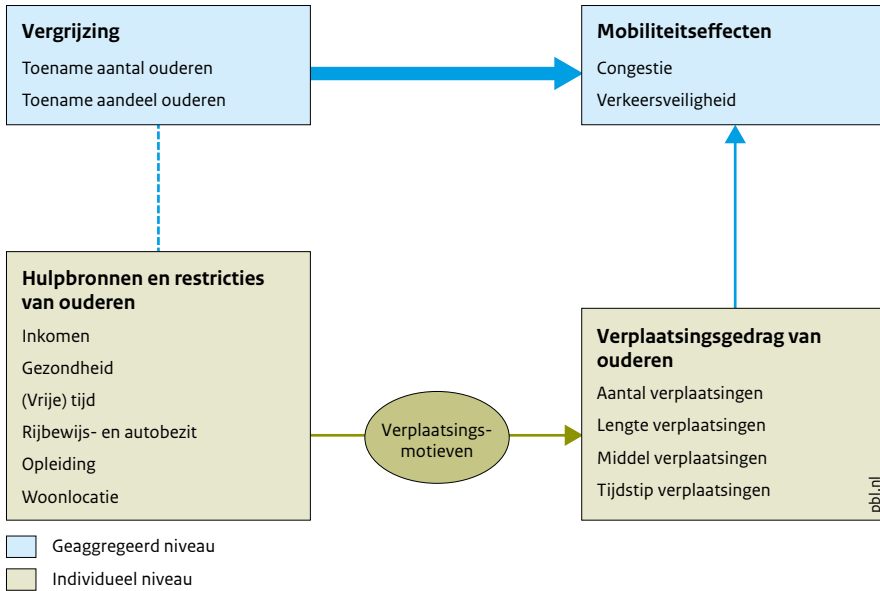 Vergrijzing
Toename aantal ouderen
Toename aandeel ouderen
Mobiliteitseffecten
Congestie
Verkeersveiligheid
Hulpbronnen en restricties
van ouderen
Inkomen
Gezondheid
(Vrije) tijd
Rijbewijs- en autobezit
Opleiding
Woonlocatie
Verplaatsings-
motieven
Verplaatsingsgedrag van
ouderen
Aantal verplaatsingen
Lengte verplaatsingen
Middel verplaatsingen
Tijdstip verplaatsingen
pbl.nl
Geaggregeerd niveau
Individueel niveau